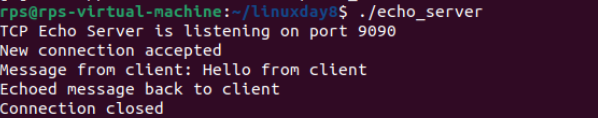 rps@rps-virtual-machine:~/linuxday8$ ./echo_server
TCP Echo Server is listening on port 9090
New connection accepted
Message from client: Hello from client
Echoed message back to client
Connection closed